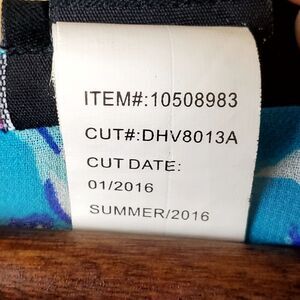 ITEM#:10508983
CUT#:DHV8013A
CUT DATE:
01/2016
SUMMER/2016